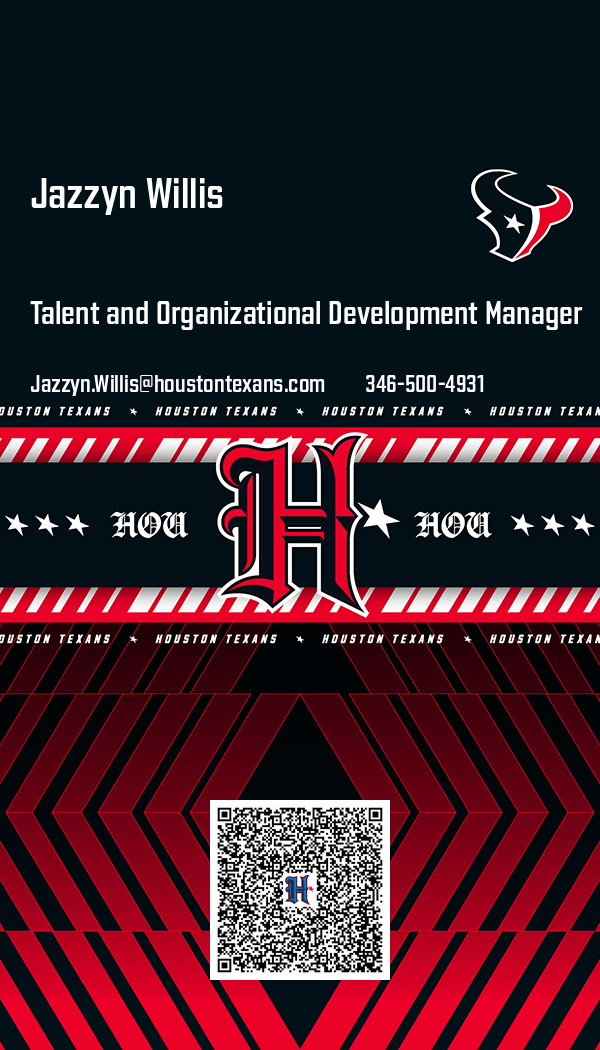 Jazzyn Willis
Talent and Organizational Development Manager
Jazzyn.Willis@houstontexans.com 346-500-4931
HOUSTON TEXANS HOUSTON TEXANS HOUSTON TEXANS HOUSTON TEXANS
HOU H HOU
HOUSTON TEXANS HOUSTON TEXANS HOUSTON TEXANS HOUSTON TEXANS
H